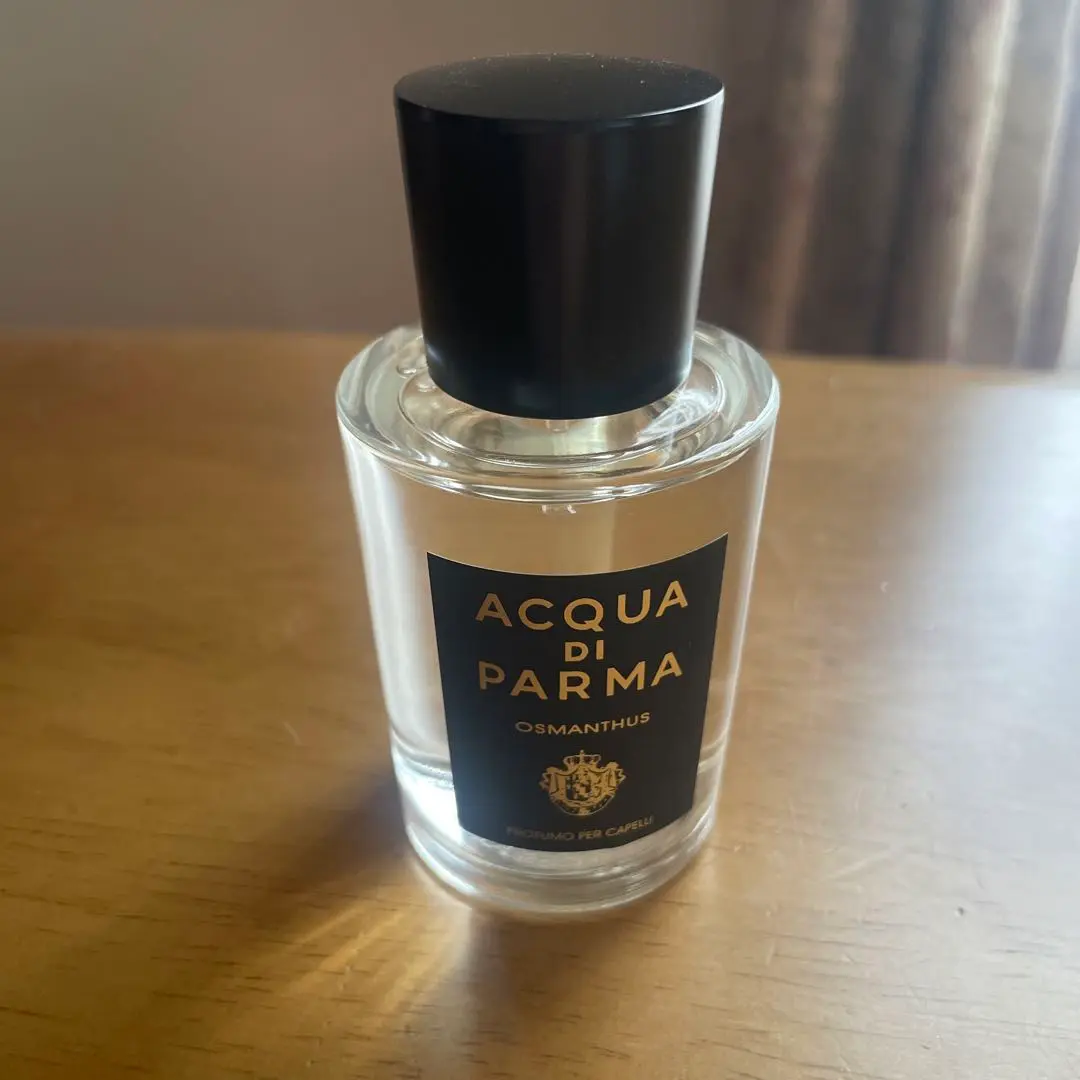 ACQUA
DI
PARMA
OSMANTHUS
PROFUMO PER CAPELLI